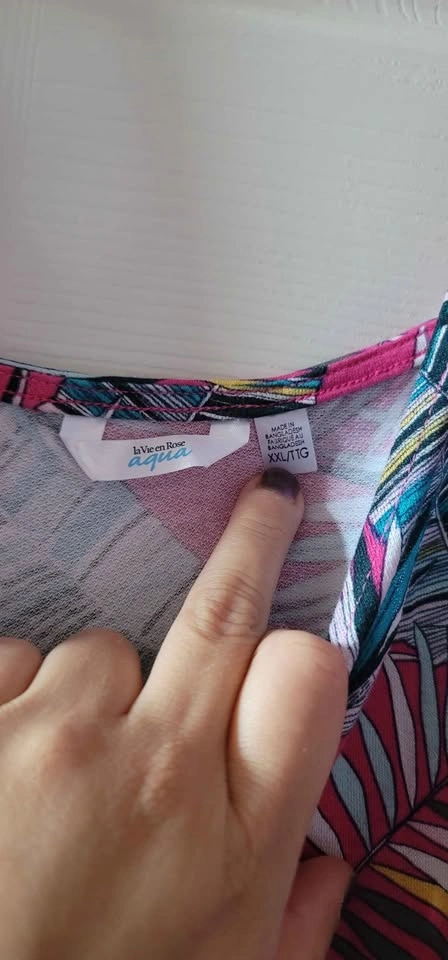 la Vie en Rose
aqua
MADE IN
BANGLADESH
FABRIQUÉ AU
BANGLADESH
XXL/TTG